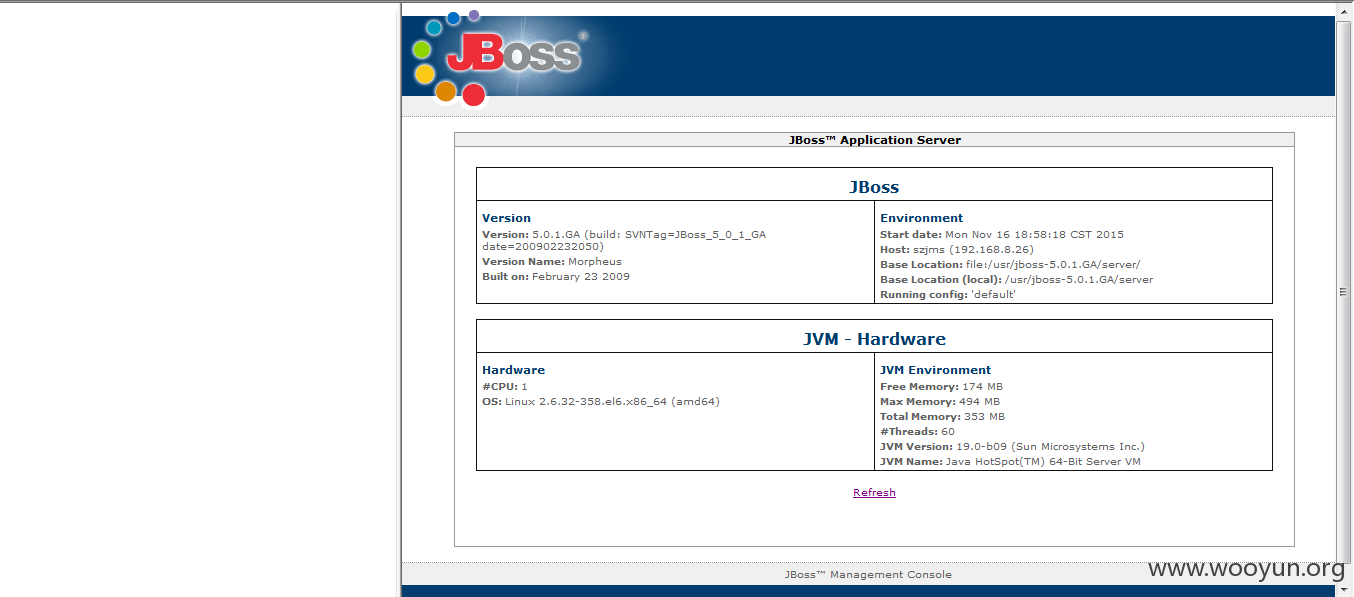 JBoss®
JBoss™ Application Server
JBoss
Version
Version: 5.0.1.GA (build: SVNTag=JBoss_5_0_1_GA
date=200902232050)
Version Name: Morpheus
Built on: February 23 2009
Environment
Start date: Mon Nov 16 18:58:18 CST 2015
Host: szjms (192.168.8.26)
Base Location: file:/usr/jboss-5.0.1.GA/server/
Base Location (local): /usr/jboss-5.0.1.GA/server
Running config: 'default'
JVM - Hardware
Hardware
#CPU: 1
OS: Linux 2.6.32-358.el6.x86_64 (amd64)
JVM Environment
Free Memory: 174 MB
Max Memory: 494 MB
Total Memory: 353 MB
#Threads: 60
JVM Version: 19.0-b09 (Sun Microsystems Inc.)
JVM Name: Java HotSpot(TM) 64-Bit Server VM
Refresh
JBoss™ Management Console
www.wooyun.org